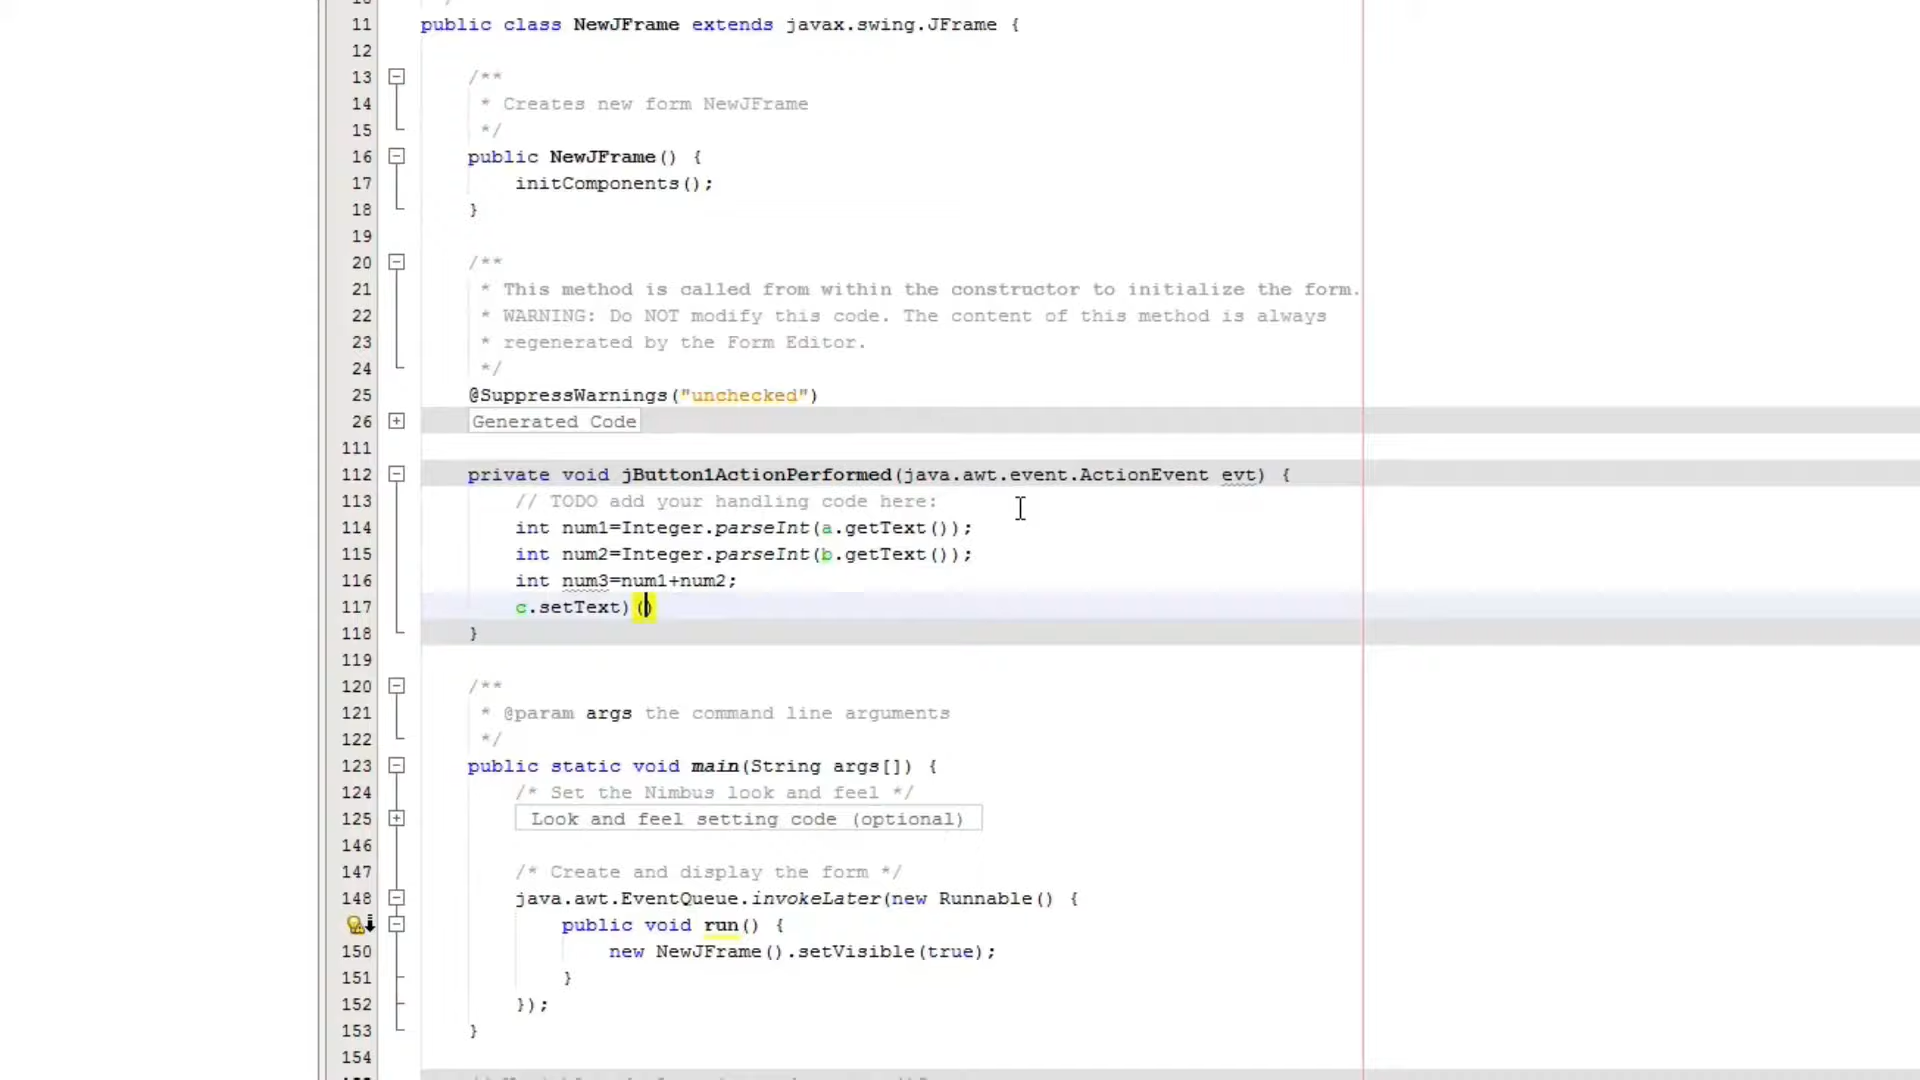 11 public class NewJFrame extends javax.swing.JFrame {
12
13 /**
14 * Creates new form NewJFrame
15 */
16 public NewJFrame() {
17 initComponents();
18 }
19
20 /**
21 * This method is called from within the constructor to initialize the form.
22 * WARNING: Do NOT modify this code. The content of this method is always
23 * regenerated by the Form Editor.
24 */
25 @SuppressWarnings("unchecked")
26 Generated Code
111
112 private void jButton1ActionPerformed(java.awt.event.ActionEvent evt) {
113 // TODO add your handling code here:
114 int num1=Integer.parseInt(a.getText());
115 int num2=Integer.parseInt(b.getText());
116 int num3=num1+num2;
117 c.setText)()
118 }
119
120 /**
121 * @param args the command line arguments
122 */
123 public static void main(String args[]) {
124 /* Set the Nimbus look and feel */
125 Look and feel setting code (optional)
146
147 /* Create and display the form */
148 java.awt.EventQueue.invokeLater(new Runnable() {
public void run() {
150 new NewJFrame().setVisible(true);
151 }
152 });
153 }
154